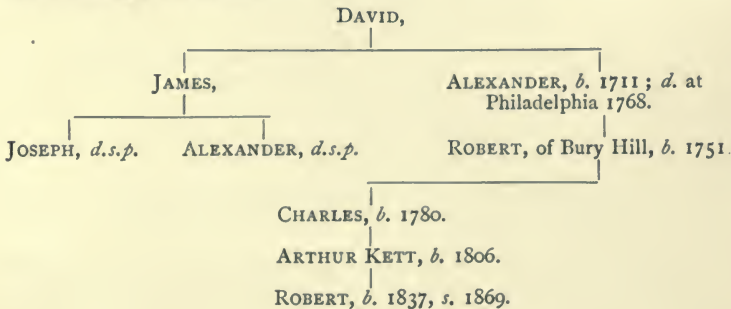 DAVID,
JAMES,
ALEXANDER, b. 1711 ; d. at
Philadelphia 1768.
JOSEPH, d.s.p.
ALEXANDER, d.s.p.
ROBERT, of Bury Hill, b. 1751.
CHARLES, b. 1780.
ARTHUR KETT, b. 1806.
ROBERT, b. 1837, s. 1869.